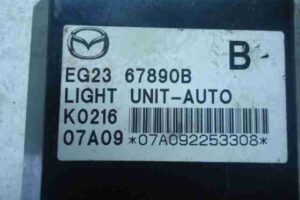 B
EG23 67890B
LIGHT UNIT-AUTO
K0216
07A09 *07A092253308*